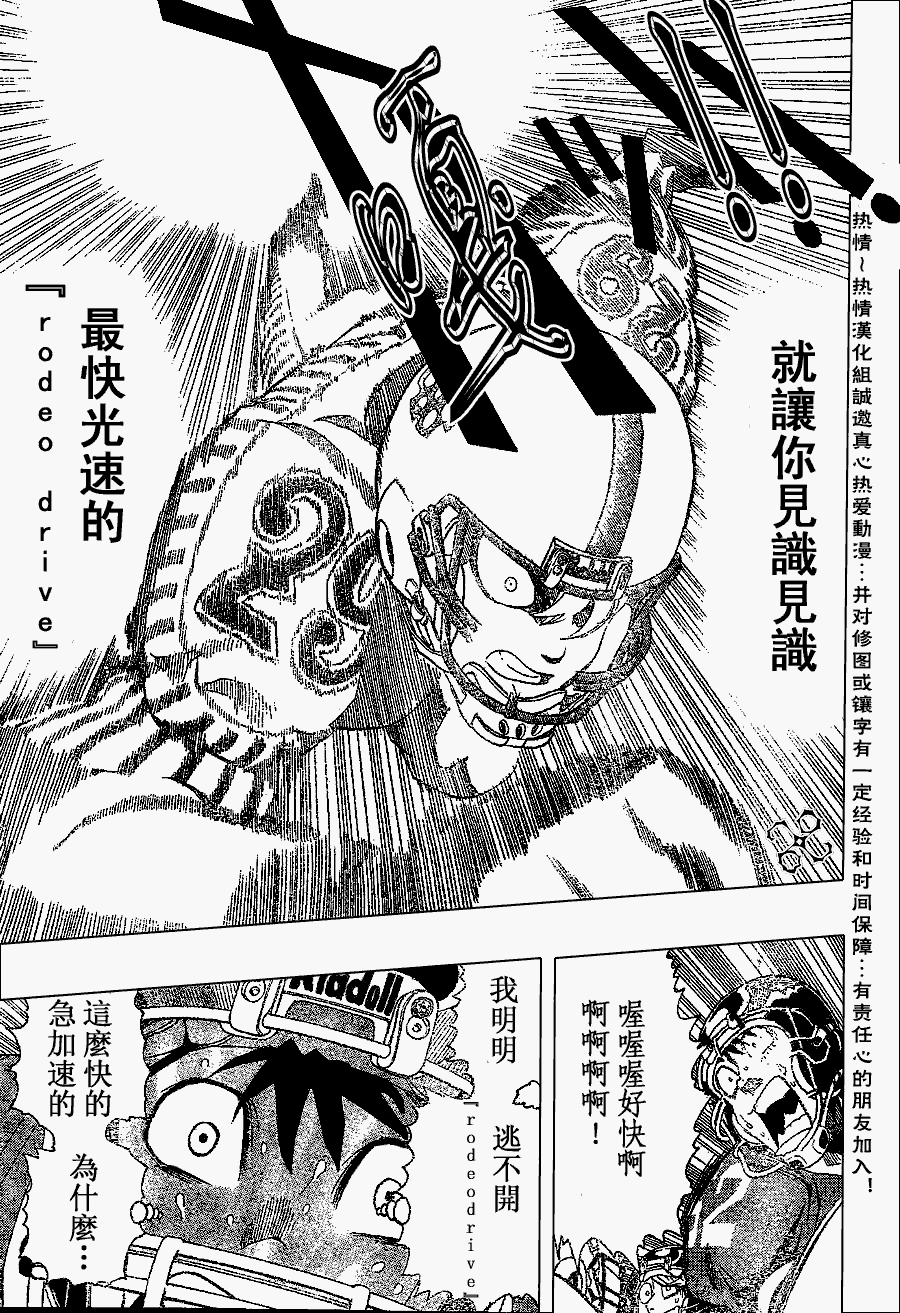 就讓你見識見識
最快光速的
『rodeo drive』
喔喔喔好快啊
啊啊啊啊！
我明明 逃不開
『rodeodrive』
這麼快的
急加速的
為什麼…
Riddell
热情~热情漢化組誠邀真心热爱動漫…并对修图或镶字有一定经验和时间保障…有责任心的朋友加入！